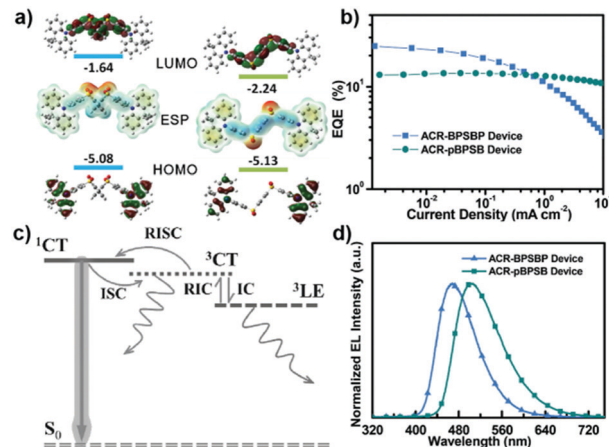 a)
LUMO
-1.64
-2.24
ESP
-5.08
HOMO
-5.13
b)
EQE (%)
10¹
10⁰
ACR-BPSBP Device
ACR-pBPSB Device
10⁻² 10⁻¹ 10⁰ 10¹
Current Density (mA cm⁻²)
c)
¹CT
RISC
³CT
ISC
RIC
IC
³LE
S₀
d)
Normalized EL Intensity (a.u.)
ACR-BPSBP Device
ACR-pBPSB Device
320 400 480 560 640 720
Wavelength (nm)